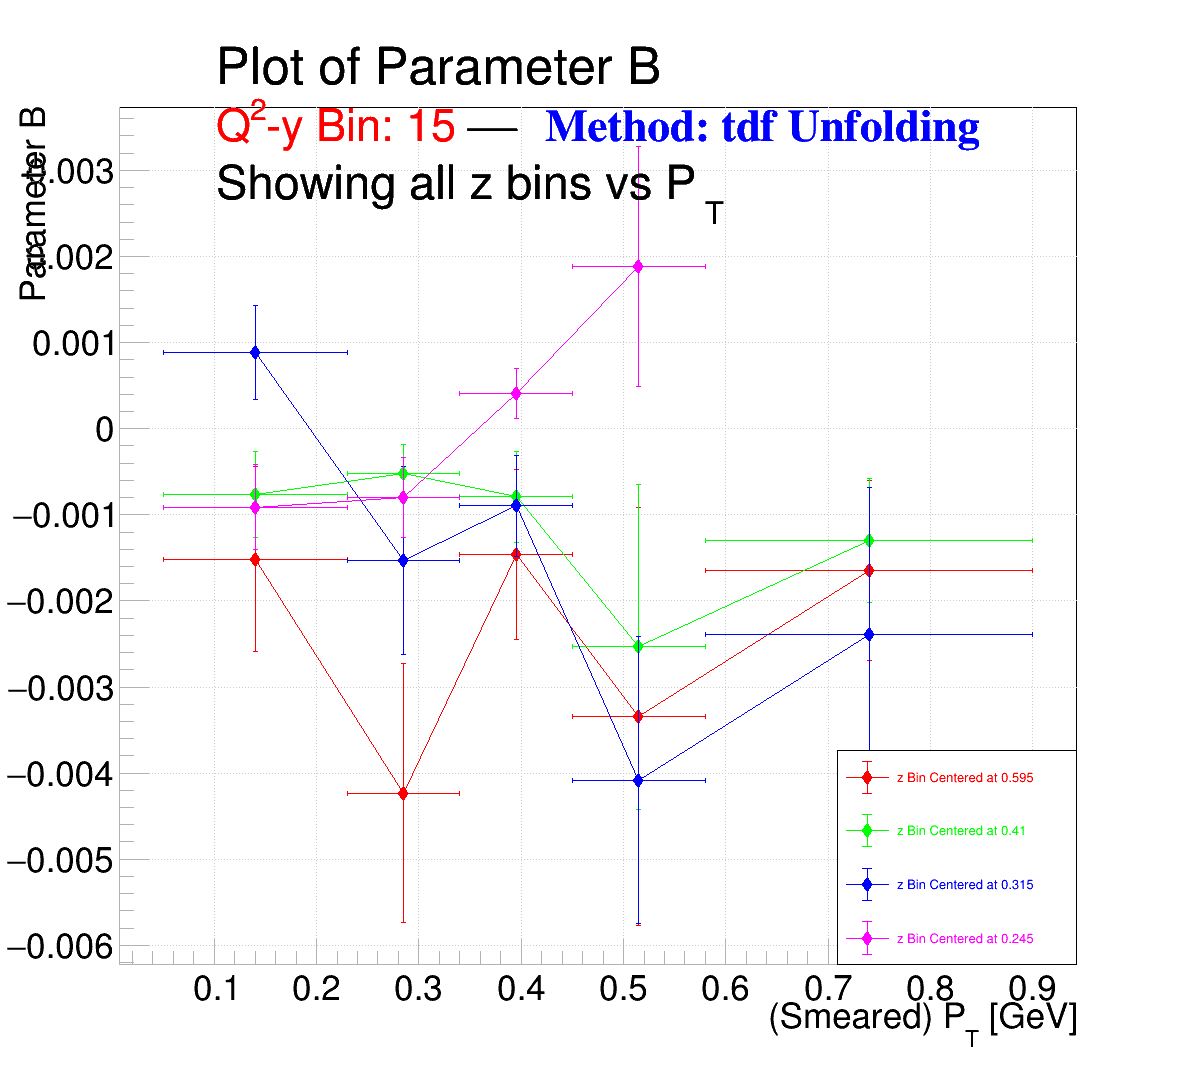 Plot of Parameter B
Q²-y Bin: 15 — Method: tdf Unfolding
Showing all z bins vs P_T
Parameter B
0.003
0.002
0.001
0
−0.001
−0.002
−0.003
−0.004
−0.005
−0.006
z Bin Centered at 0.595
z Bin Centered at 0.41
z Bin Centered at 0.315
z Bin Centered at 0.245
0.1 0.2 0.3 0.4 0.5 0.6 0.7 0.8 0.9
(Smeared) P_T [GeV]